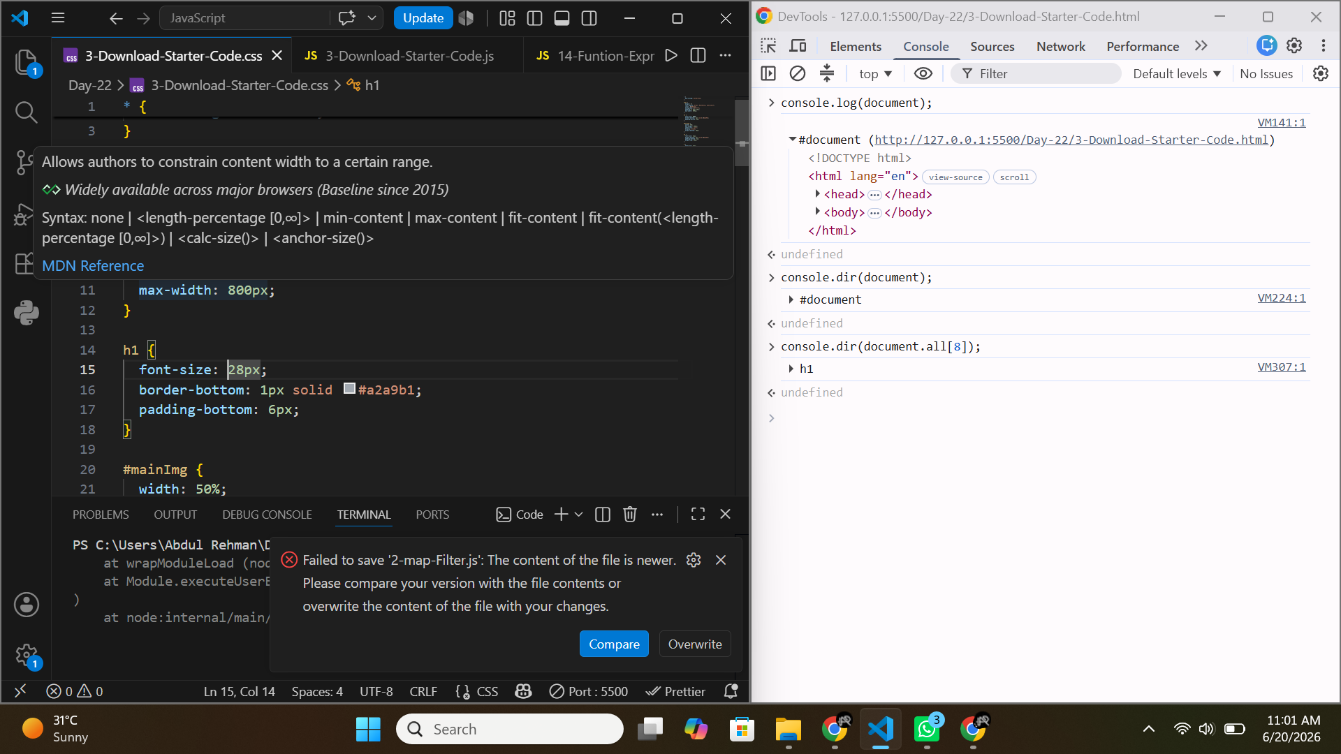 JavaScript
Update
3-Download-Starter-Code.css
JS 3-Download-Starter-Code.js
JS 14-Funtion-Expr
Day-22 > 3-Download-Starter-Code.css > h1
1 * {
3 }
Allows authors to constrain content width to a certain range.
Widely available across major browsers (Baseline since 2015)
Syntax: none | <length-percentage [0,∞]> | min-content | max-content | fit-content | fit-content(<length-
percentage [0,∞]>) | <calc-size()> | <anchor-size()>
MDN Reference
11 max-width: 800px;
12 }
13
14 h1 {
15 font-size: 28px;
16 border-bottom: 1px solid #a2a9b1;
17 padding-bottom: 6px;
18 }
19
20 #mainImg {
21 width: 50%;
PROBLEMS OUTPUT DEBUG CONSOLE TERMINAL PORTS Code
PS C:\Users\Abdul Rehman\D
at wrapModuleLoad (no
at Module.executeUserE
)
at node:internal/main/
Failed to save '2-map-Filter.js': The content of the file is newer.
Please compare your version with the file contents or
overwrite the content of the file with your changes.
Compare Overwrite
0 0 Ln 15, Col 14 Spaces: 4 UTF-8 CRLF {} CSS Port : 5500 Prettier
DevTools - 127.0.0.1:5500/Day-22/3-Download-Starter-Code.html
Elements Console Sources Network Performance
top Filter Default levels No Issues
console.log(document);
VM141:1
#document (http://127.0.0.1:5500/Day-22/3-Download-Starter-Code.html)
<!DOCTYPE html>
<html lang="en"> view-source scroll
<head> … </head>
<body> … </body>
</html>
undefined
console.dir(document);
#document VM224:1
undefined
console.dir(document.all[8]);
h1 VM307:1
undefined
31°C
Sunny
Search
3
11:01 AM
6/20/2026